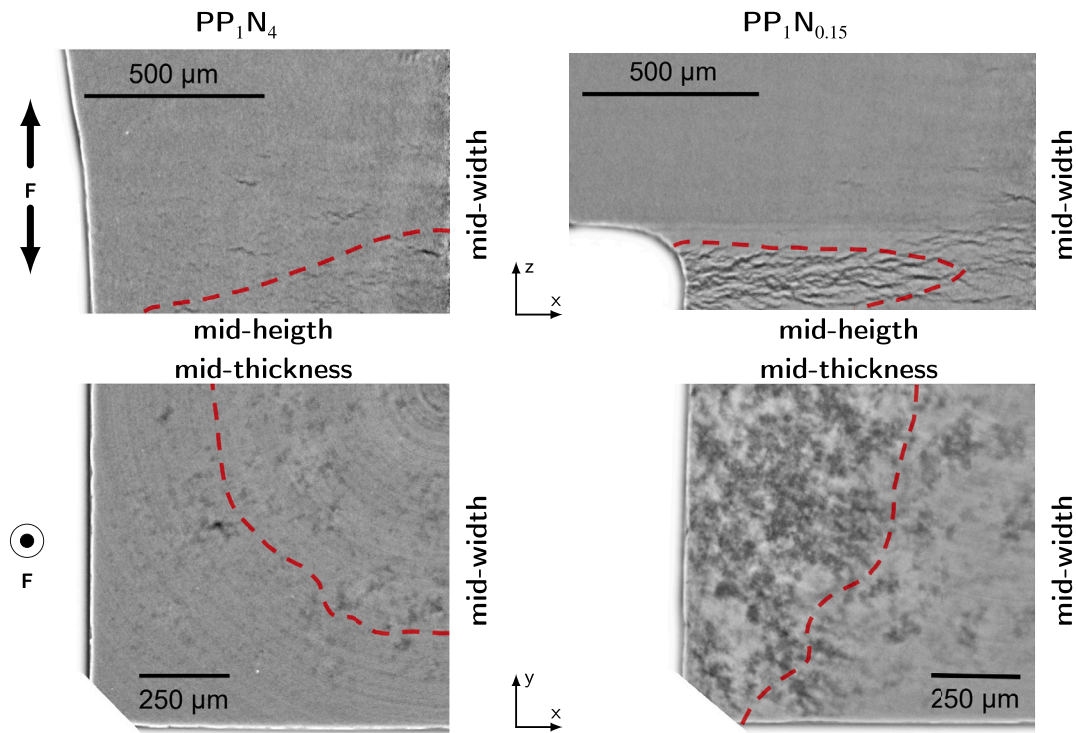 PP₁N₄
PP₁N₀.₁₅
500 µm
500 µm
F
mid-width
mid-width
z
x
mid-heigth
mid-heigth
mid-thickness
mid-thickness
F
mid-width
mid-width
250 µm
250 µm
y
x